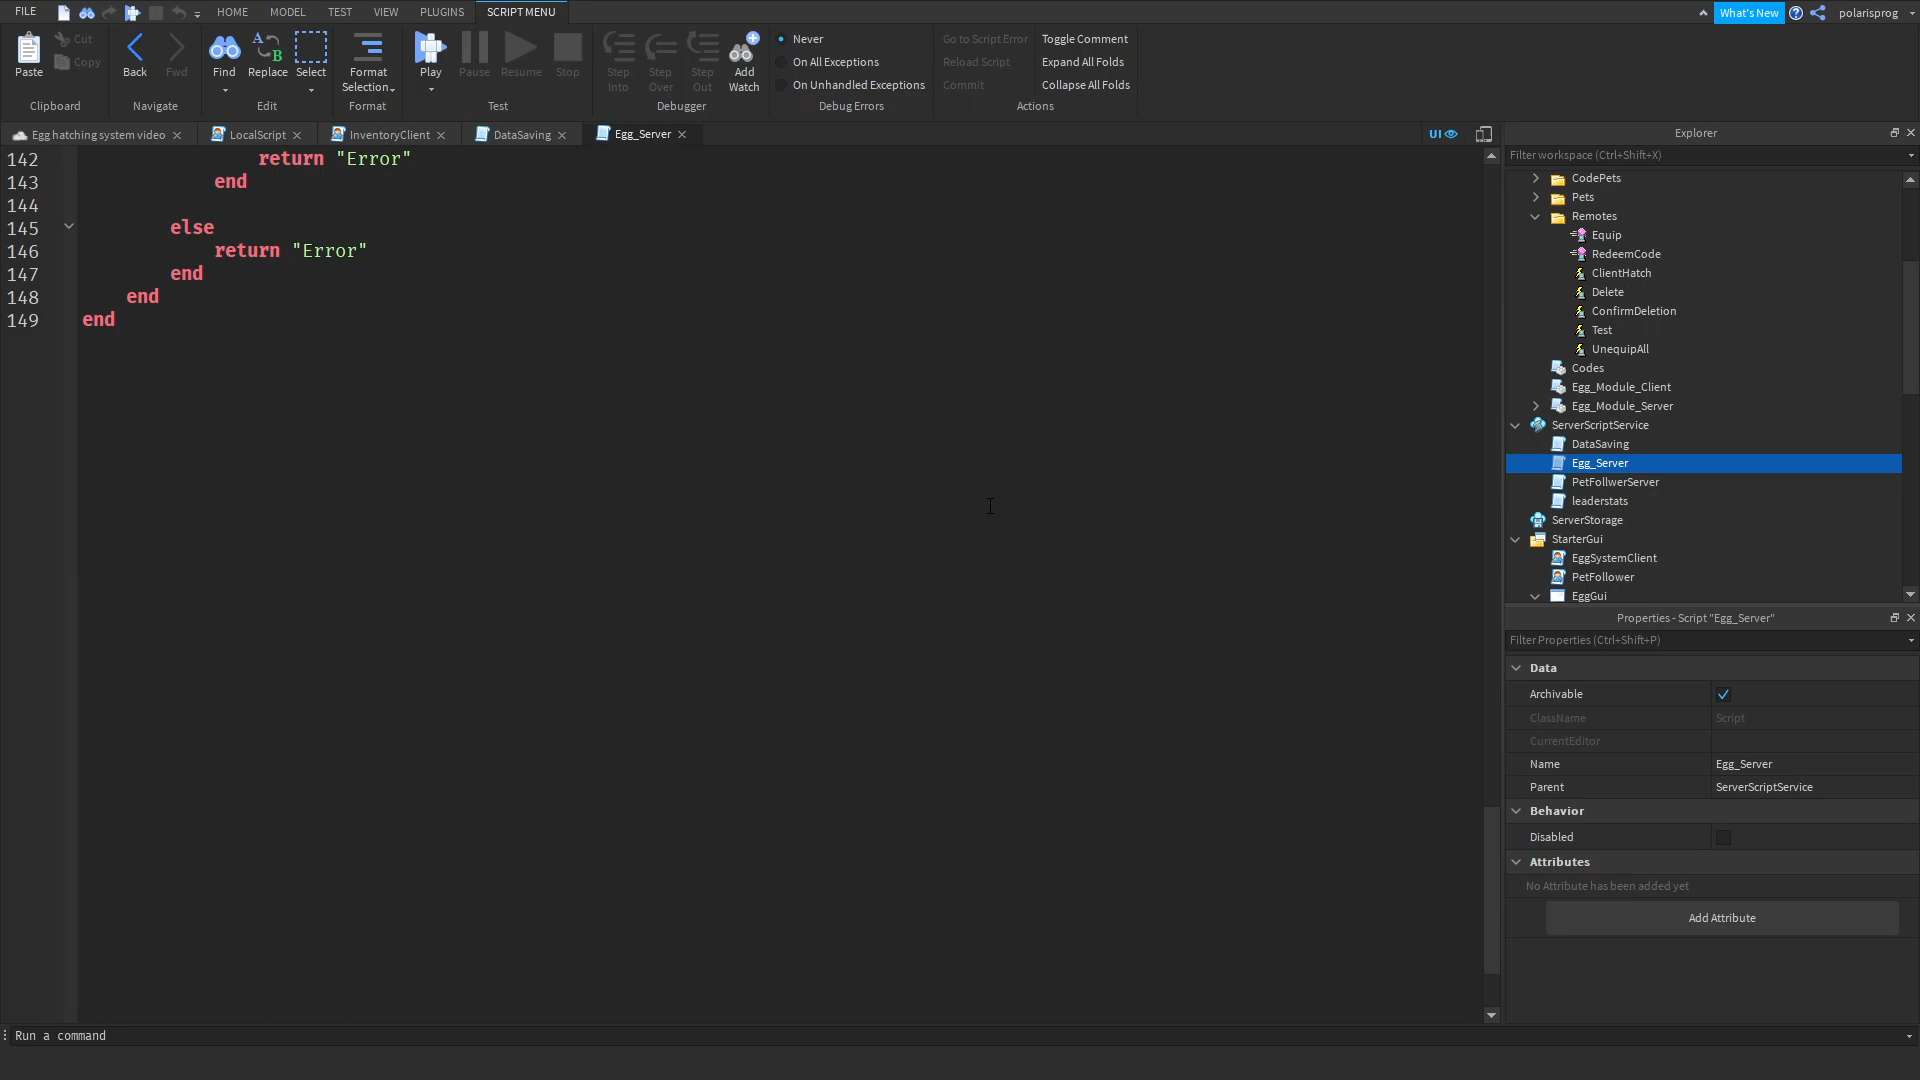 FILE HOME MODEL TEST VIEW PLUGINS SCRIPT MENU What's New polarisprog
Paste Cut Copy Back Fwd Find Replace Select Format Selection Play Pause Resume Stop Step Into Step Over Step Out Add Watch
Never
On All Exceptions
On Unhandled Exceptions
Go to Script Error Toggle Comment
Reload Script Expand All Folds
Commit Collapse All Folds
Clipboard Navigate Edit Format Test Debugger Debug Errors Actions
Egg hatching system video LocalScript InventoryClient DataSaving Egg_Server UI
142 return "Error"
143 end
144
145 else
146 return "Error"
147 end
148 end
149 end
Explorer
Filter workspace (Ctrl+Shift+X)
CodePets
Pets
Remotes
Equip
RedeemCode
ClientHatch
Delete
ConfirmDeletion
Test
UnequipAll
Codes
Egg_Module_Client
Egg_Module_Server
ServerScriptService
DataSaving
Egg_Server
PetFollwerServer
leaderstats
ServerStorage
StarterGui
EggSystemClient
PetFollower
EggGui
Properties - Script "Egg_Server"
Filter Properties (Ctrl+Shift+P)
Data
Archivable
ClassName Script
CurrentEditor
Name Egg_Server
Parent ServerScriptService
Behavior
Disabled
Attributes
No Attribute has been added yet
Add Attribute
Run a command